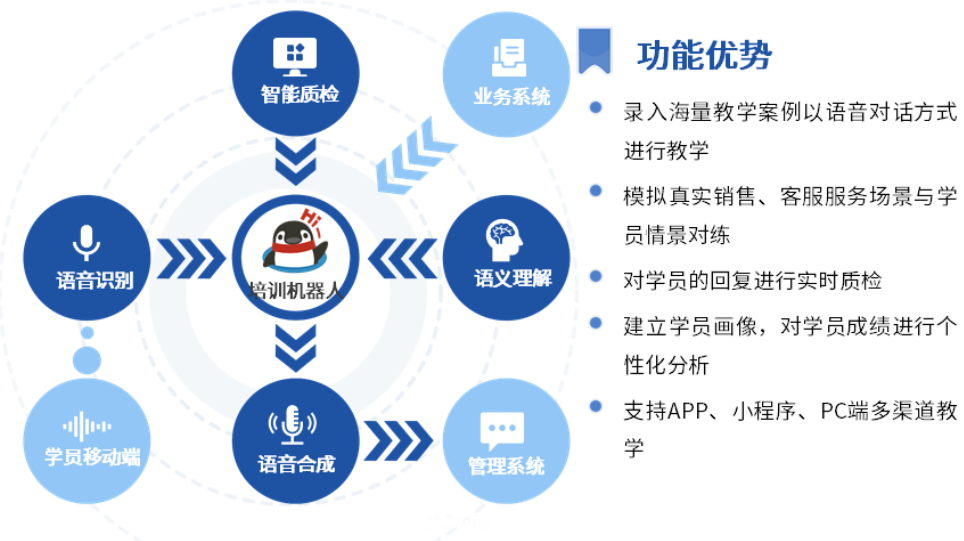 智能质检
业务系统
语音识别
Hi~
培训机器人
语义理解
学员移动端
语音合成
管理系统
功能优势
录入海量教学案例以语音对话方式
进行教学
模拟真实销售、客服服务场景与学
员情景对练
对学员的回复进行实时质检
建立学员画像，对学员成绩进行个
性化分析
支持APP、小程序、PC端多渠道教
学